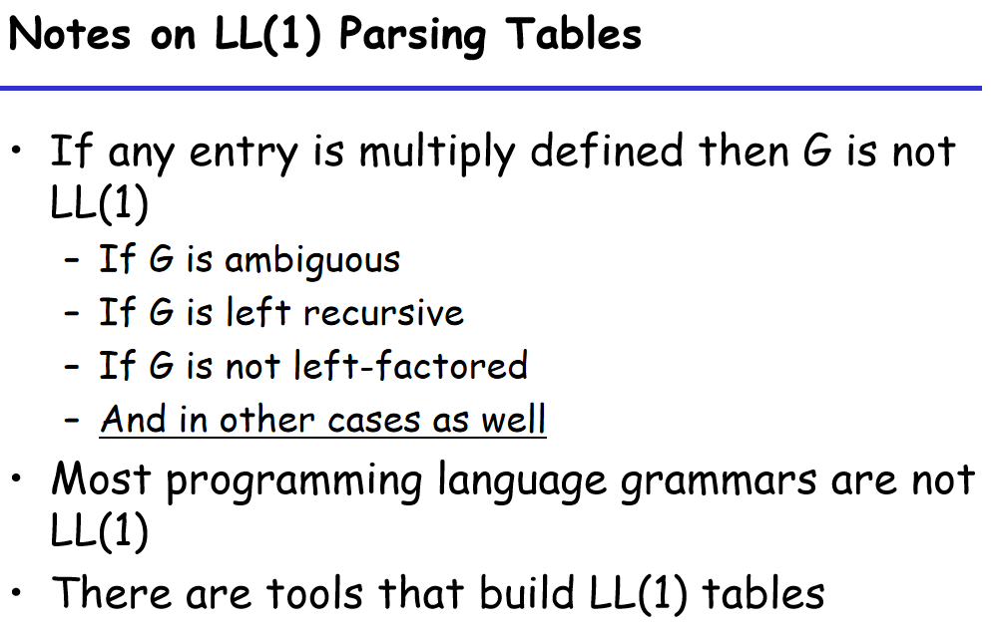 Notes on LL(1) Parsing Tables
• If any entry is multiply defined then G is not
LL(1)
– If G is ambiguous
– If G is left recursive
– If G is not left-factored
– And in other cases as well
• Most programming language grammars are not
LL(1)
• There are tools that build LL(1) tables